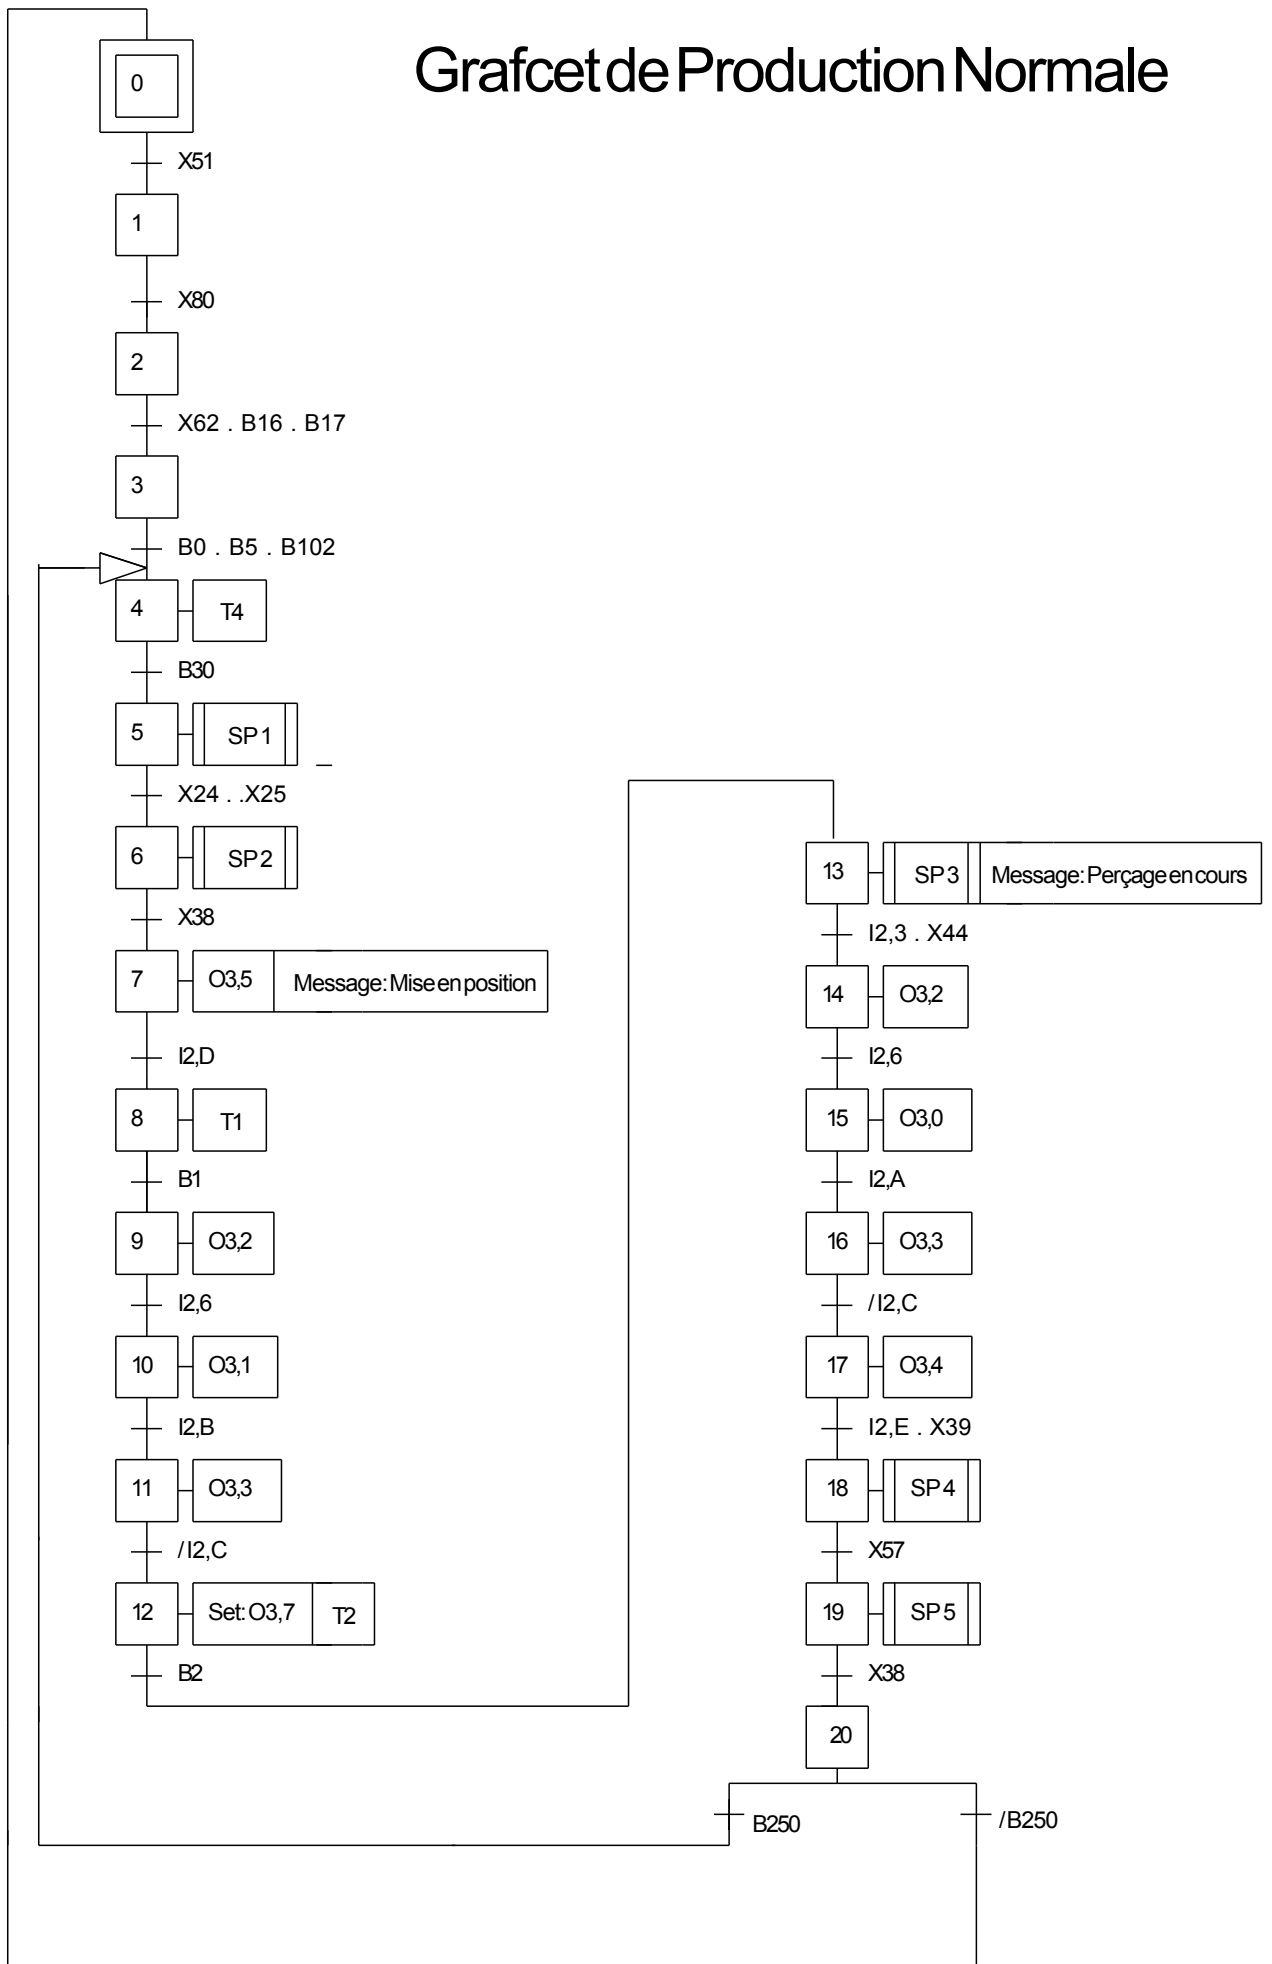 Grafcet de Production Normale
0
X51
1
X80
2
X62 . B16 . B17
3
B0 . B5 . B102
4 T4
B30
5 SP1
X24 . .X25
6 SP2
X38
7 O3,5 Message: Mise en position
I2,D
8 T1
B1
9 O3,2
I2,6
10 O3,1
I2,B
11 O3,3
/ I2,C
12 Set: O3,7 T2
B2
13 SP3 Message: Perçage en cours
I2,3 . X44
14 O3,2
I2,6
15 O3,0
I2,A
16 O3,3
/ I2,C
17 O3,4
I2,E . X39
18 SP4
X57
19 SP5
X38
20
B250
/ B250